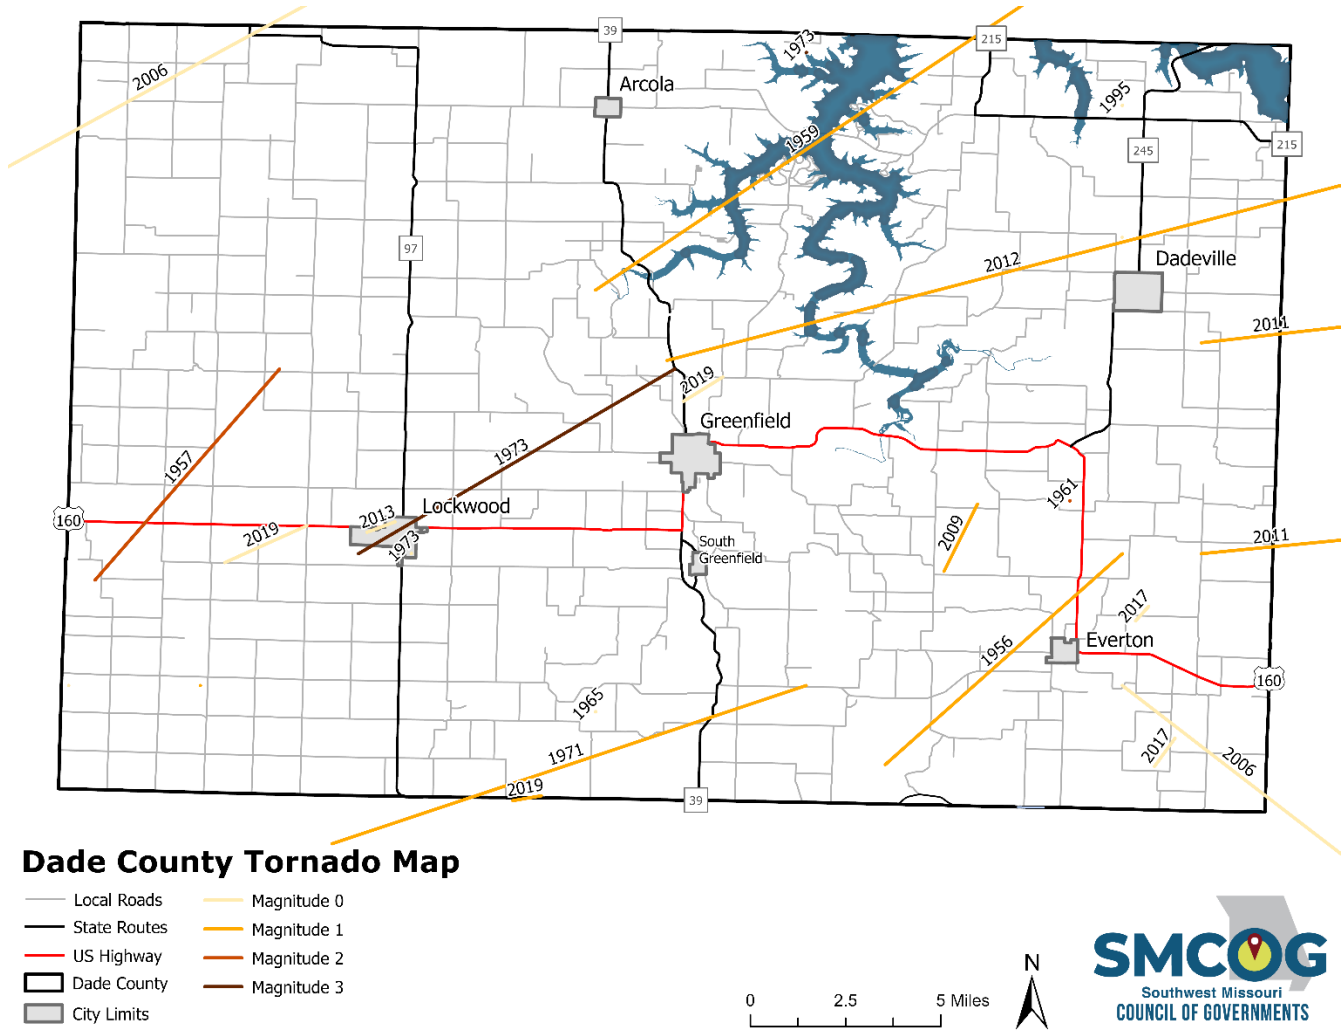 39
215
1973
Arcola
2006
1995
1959
245
215
97
Dadeville
2012
2011
2019
Greenfield
1973
1957
1961
Lockwood
2013
160
2019
1973
2009
South
Greenfield
2011
2017
Everton
1956
160
1965
2017
1971
2006
2019
39
Dade County Tornado Map
Local Roads
State Routes
US Highway
Dade County
City Limits
Magnitude 0
Magnitude 1
Magnitude 2
Magnitude 3
0 2.5 5 Miles
N
SMCOG
Southwest Missouri
COUNCIL OF GOVERNMENTS